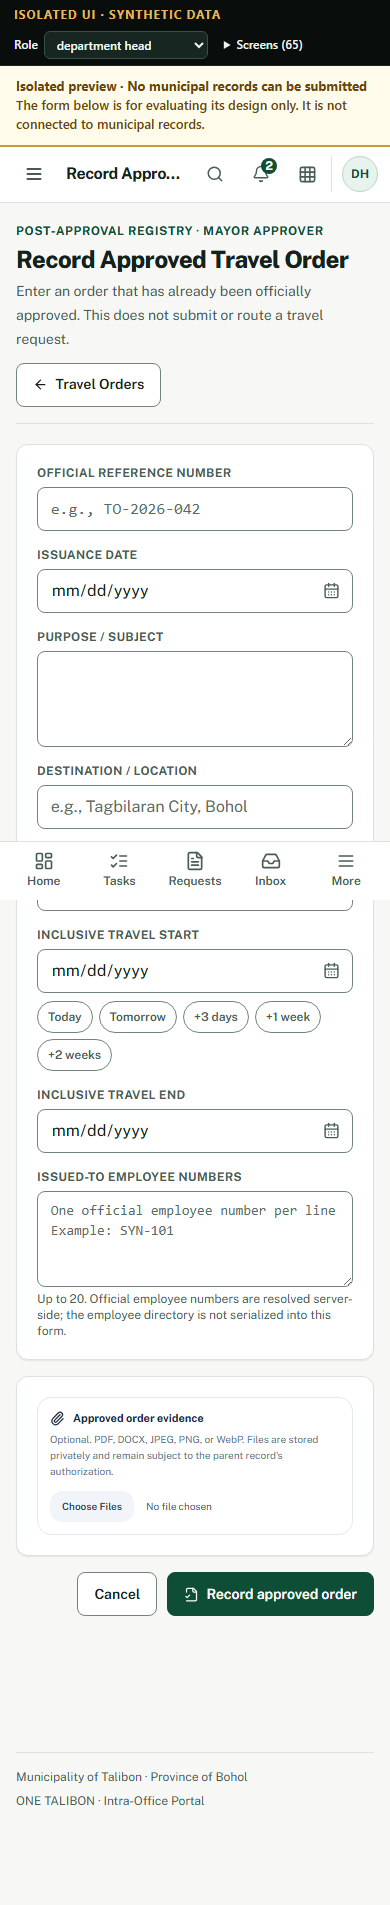 ISOLATED UI · SYNTHETIC DATA
Role
department head
▶ Screens (65)
Isolated preview · No municipal records can be submitted
The form below is for evaluating its design only. It is not
connected to municipal records.
Record Appro...
2
DH
POST-APPROVAL REGISTRY · MAYOR APPROVER
Record Approved Travel Order
Enter an order that has already been officially
approved. This does not submit or route a travel
request.
← Travel Orders
OFFICIAL REFERENCE NUMBER
e.g., TO-2026-042
ISSUANCE DATE
mm/dd/yyyy
PURPOSE / SUBJECT
DESTINATION / LOCATION
e.g., Tagbilaran City, Bohol
Home
Tasks
Requests
Inbox
More
INCLUSIVE TRAVEL START
mm/dd/yyyy
Today
Tomorrow
+3 days
+1 week
+2 weeks
INCLUSIVE TRAVEL END
mm/dd/yyyy
ISSUED-TO EMPLOYEE NUMBERS
One official employee number per line
Example: SYN-101
Up to 20. Official employee numbers are resolved server-
side; the employee directory is not serialized into this
form.
Approved order evidence
Optional. PDF, DOCX, JPEG, PNG, or WebP. Files are stored
privately and remain subject to the parent record's
authorization.
Choose Files
No file chosen
Cancel
Record approved order
Municipality of Talibon · Province of Bohol
ONE TALIBON · Intra-Office Portal